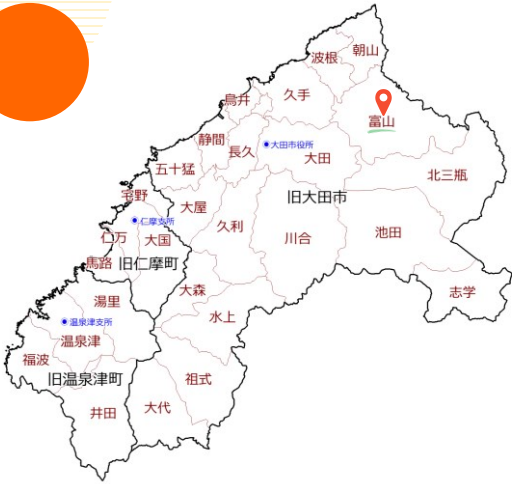 朝山
波根
久手
鳥井
富山
静間
長久
大田市役所
大田
五十猛
北三瓶
宅野
大屋
旧大田市
仁摩支所
久利
池田
川合
仁万
大国
馬路
旧仁摩町
大森
志学
湯里
水上
温泉津支所
温泉津
福波
旧温泉津町
祖式
井田
大代